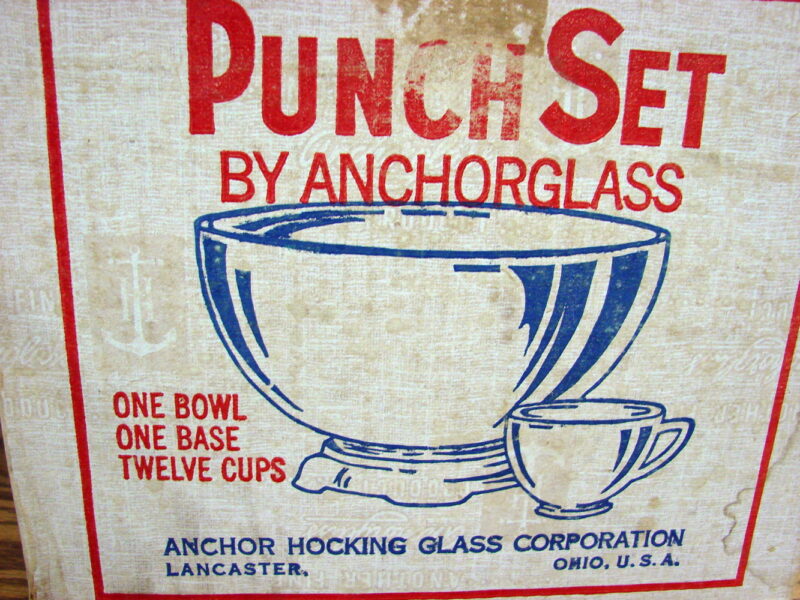 PUNCH SET
BY ANCHORGLASS
ONE BOWL
ONE BASE
TWELVE CUPS
ANCHOR HOCKING GLASS CORPORATION
LANCASTER, OHIO, U.S.A.